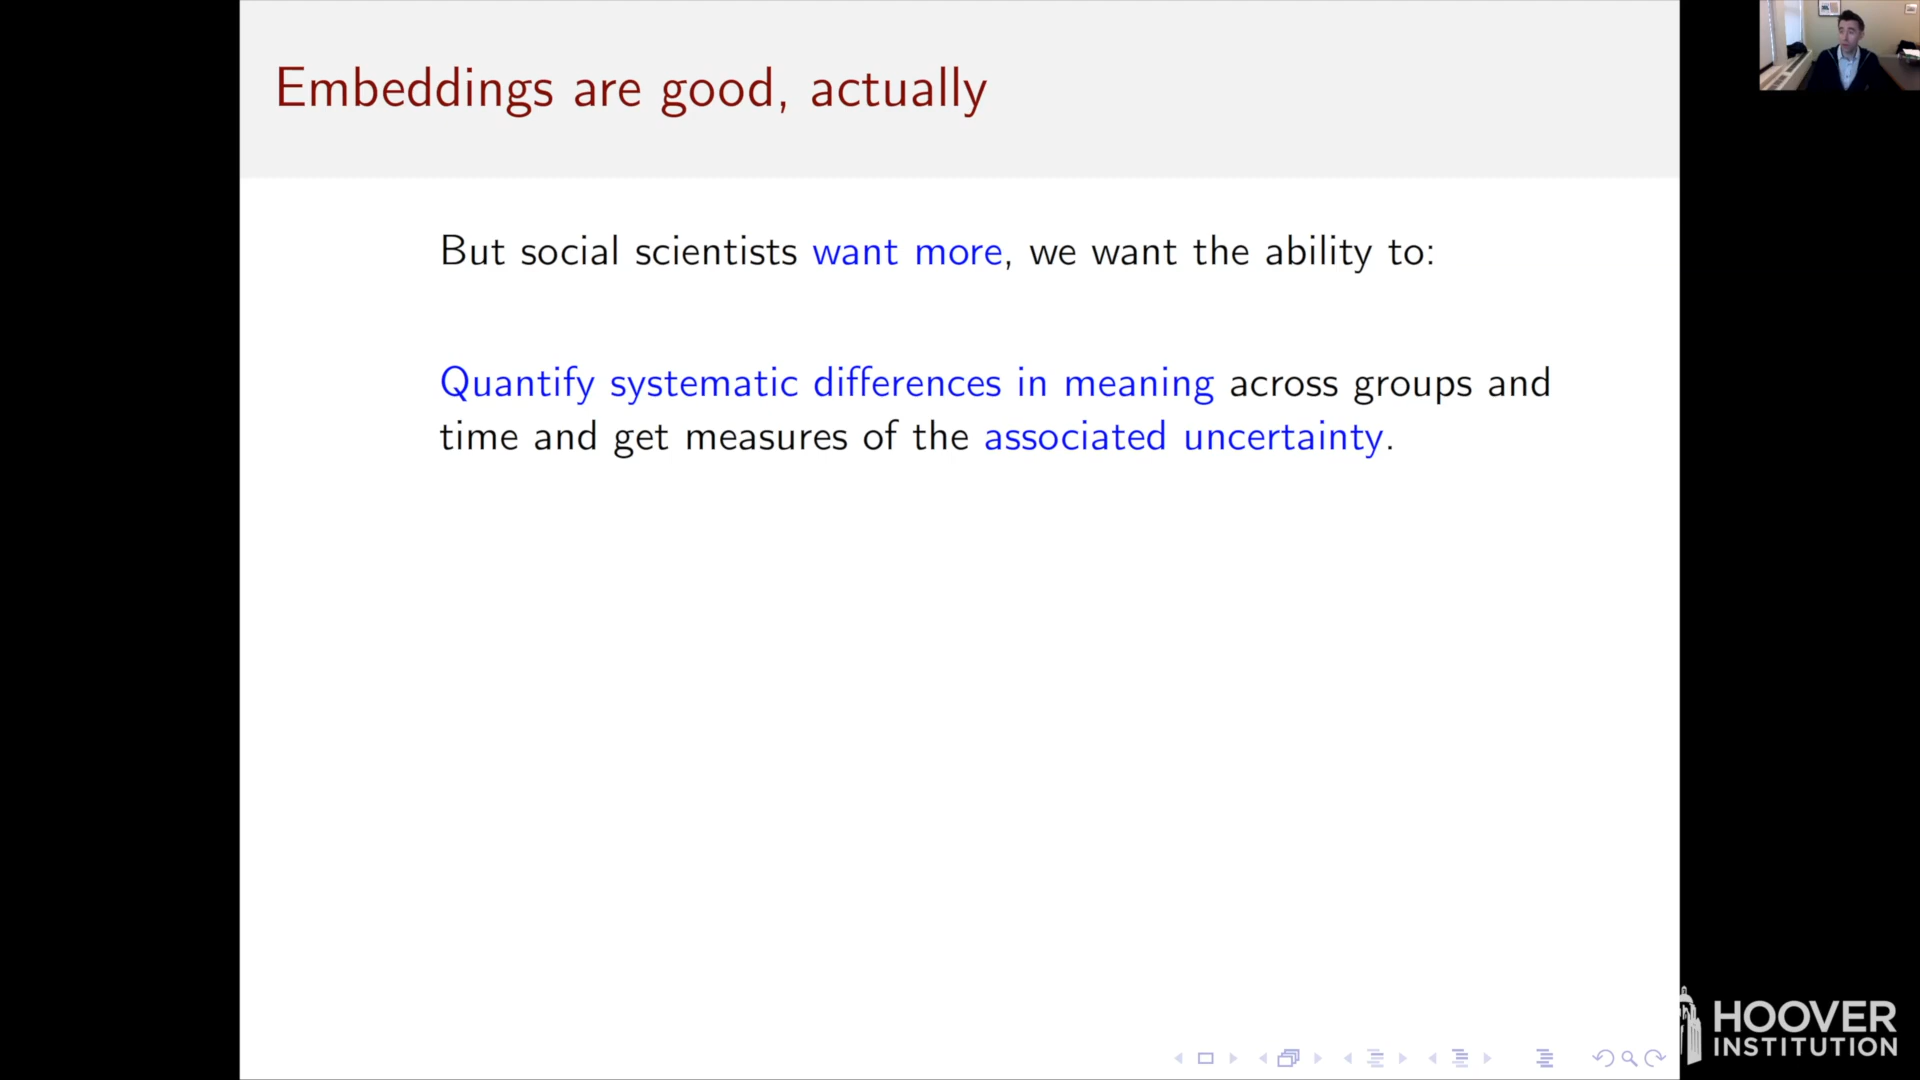 Embeddings are good, actually
But social scientists want more, we want the ability to:
Quantify systematic differences in meaning across groups and
time and get measures of the associated uncertainty.
HOOVER
INSTITUTION